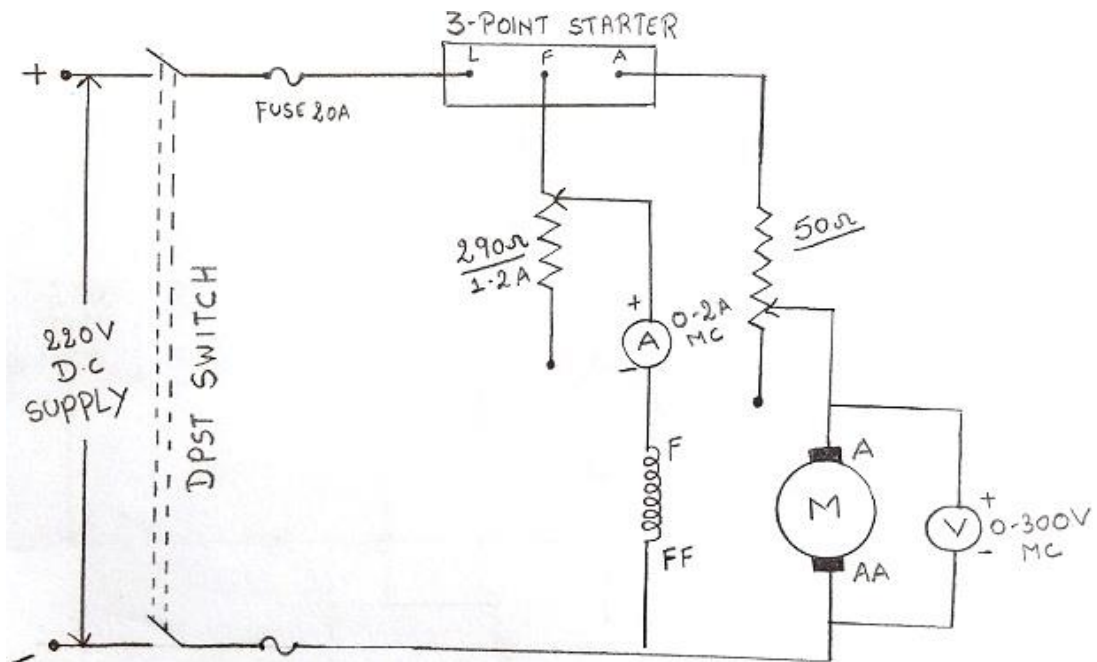 3-POINT STARTER
L F A
+
FUSE 20A
290Ω
1.2A
50Ω
+
A
-
0-2A
MC
220V
D.C
SUPPLY
DPST SWITCH
F
FF
A
M
AA
+
V
-
0-300V
MC
-